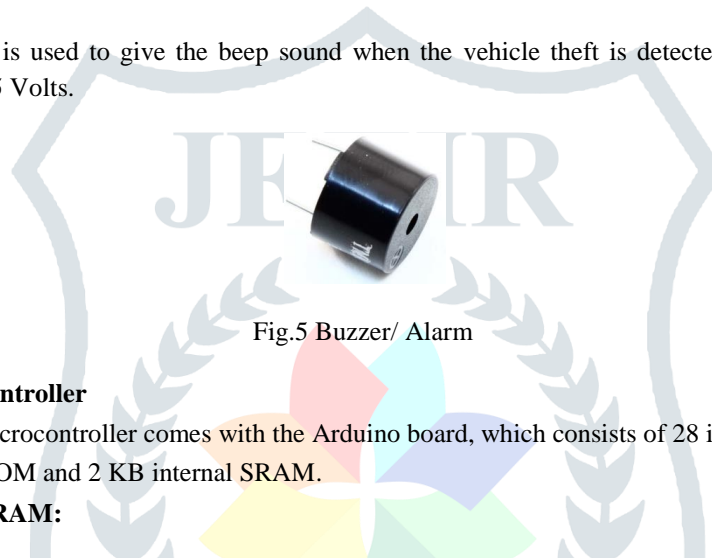 is used to give the beep sound when the vehicle theft is detecte
5 Volts.
Fig.5 Buzzer/ Alarm
ntroller
crocontroller comes with the Arduino board, which consists of 28 i
OM and 2 KB internal SRAM.
RAM: